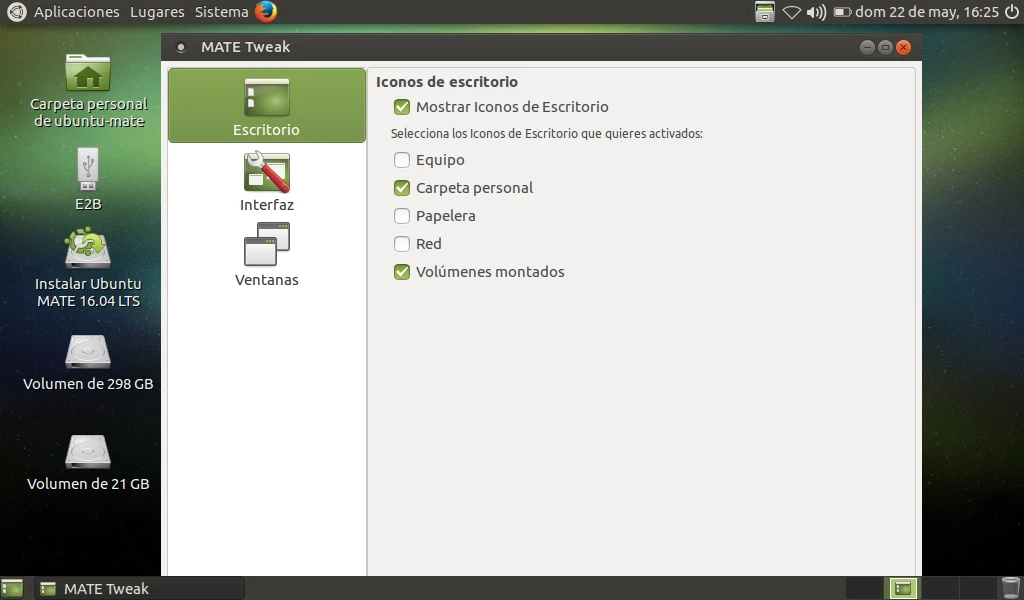 Aplicaciones Lugares Sistema
dom 22 de may, 16:25
MATE Tweak
Carpeta personal
de ubuntu-mate
E2B
Instalar Ubuntu
MATE 16.04 LTS
Volumen de 298 GB
Volumen de 21 GB
Escritorio
Interfaz
Ventanas
Iconos de escritorio
Mostrar Iconos de Escritorio
Selecciona los Iconos de Escritorio que quieres activados:
Equipo
Carpeta personal
Papelera
Red
Volúmenes montados
MATE Tweak